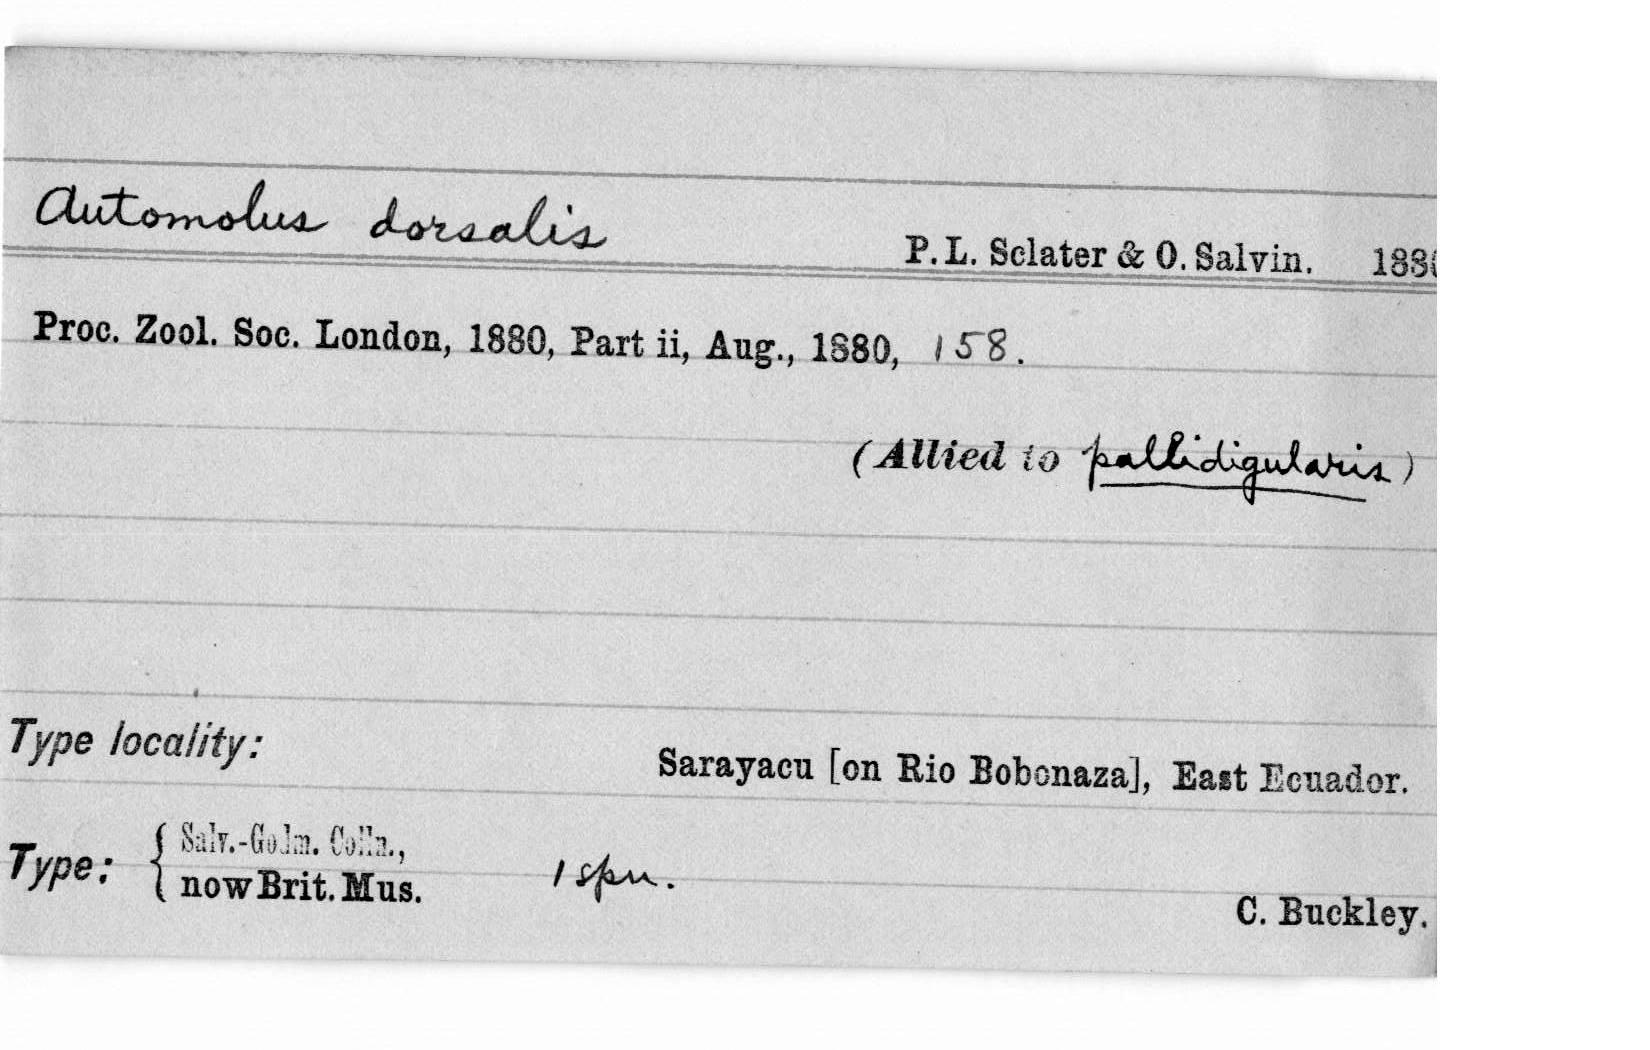 Automolus dorsalis P. L. Sclater & O. Salvin. 1880
Proc. Zool. Soc. London, 1880, Part ii, Aug., 1880, 158.
(Allied to pallidigularis)
Type locality:
Sarayacu [on Rio Bobonaza], East Ecuador.
Type: { Salv.-Godm. Colln.,
now Brit. Mus. 1 spn.
C. Buckley.